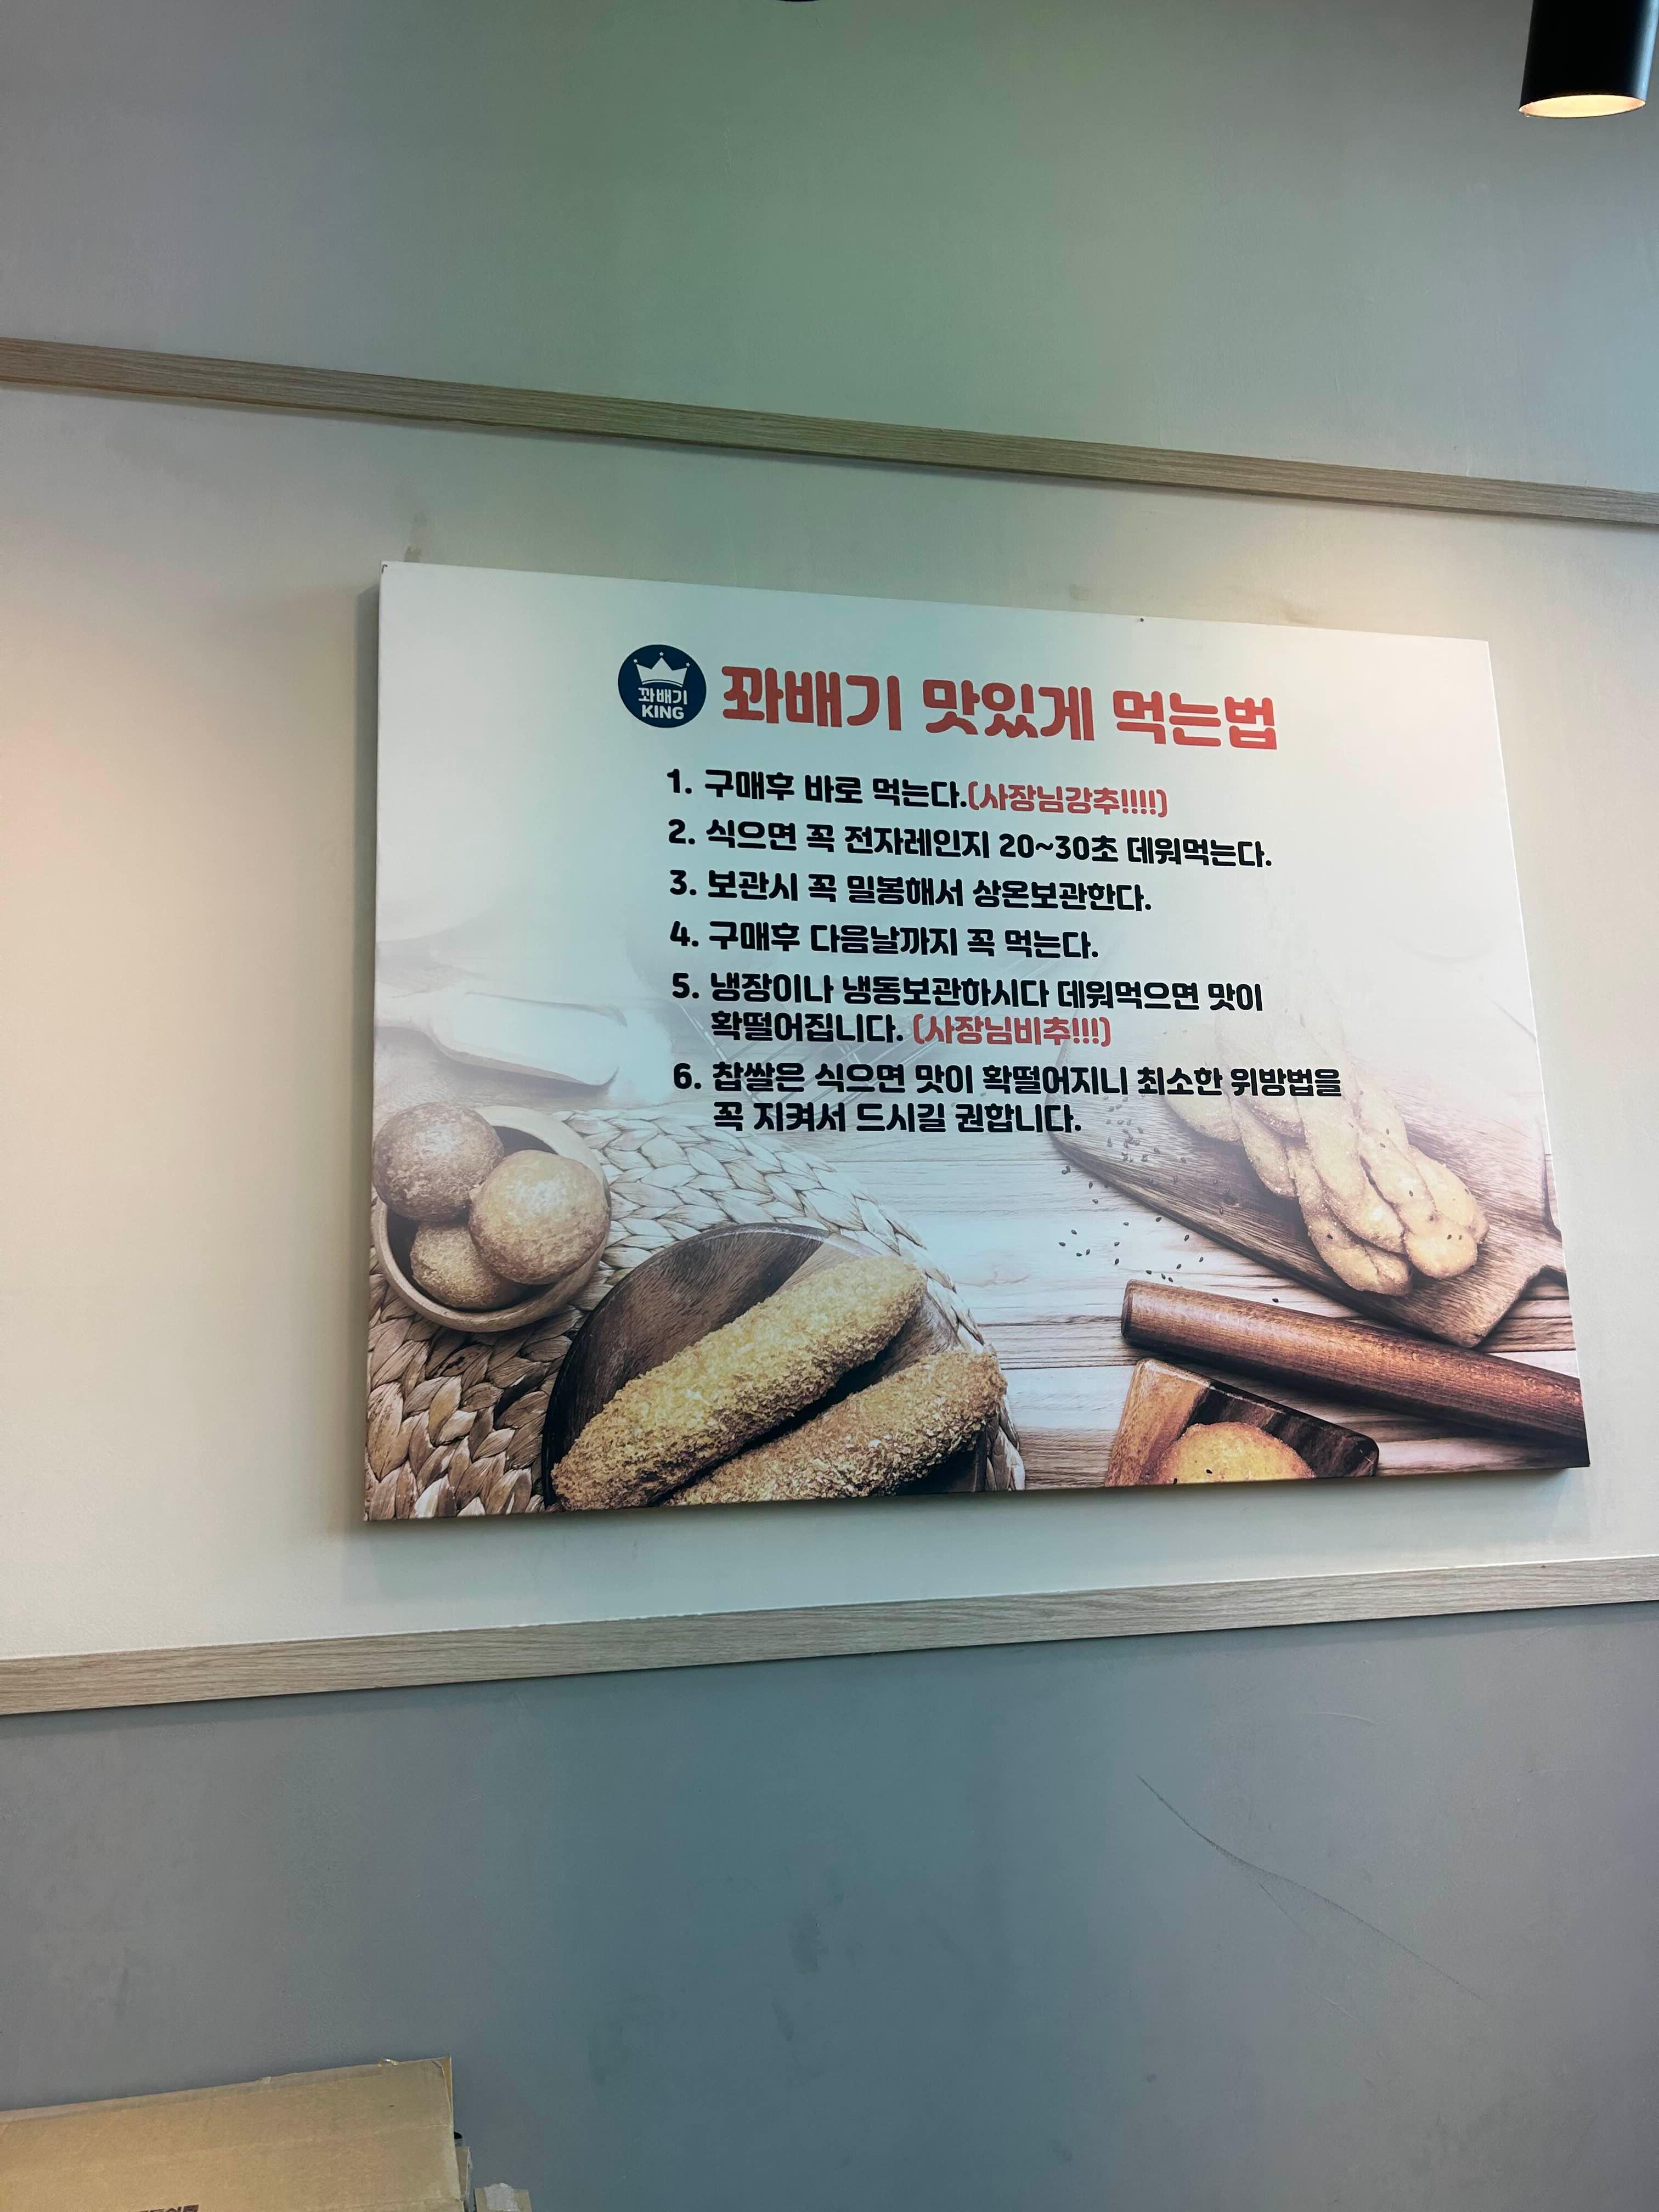 꽈배기
KING
꽈배기 맛있게 먹는법
1. 구매후 바로 먹는다.(사장님강추!!!!)
2. 식으면 꼭 전자레인지 20~30초 데워먹는다.
3. 보관시 꼭 밀봉해서 상온보관한다.
4. 구매후 다음날까지 꼭 먹는다.
5. 냉장이나 냉동보관하시다 데워먹으면 맛이
확떨어집니다. (사장님비추!!!)
6. 찹쌀은 식으면 맛이 확떨어지니 최소한 위방법을
꼭 지켜서 드시길 권합니다.